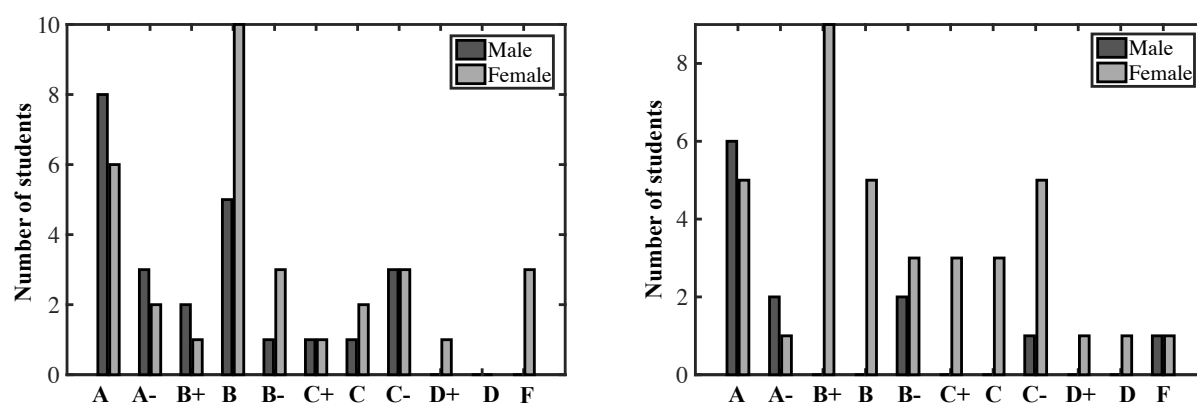 10
8
6
4
2
0
Number of students
Male
Female
A A- B+ B B- C+ C C- D+ D F
8
6
4
2
0
Number of students
Male
Female
A A- B+ B B- C+ C C- D+ D F